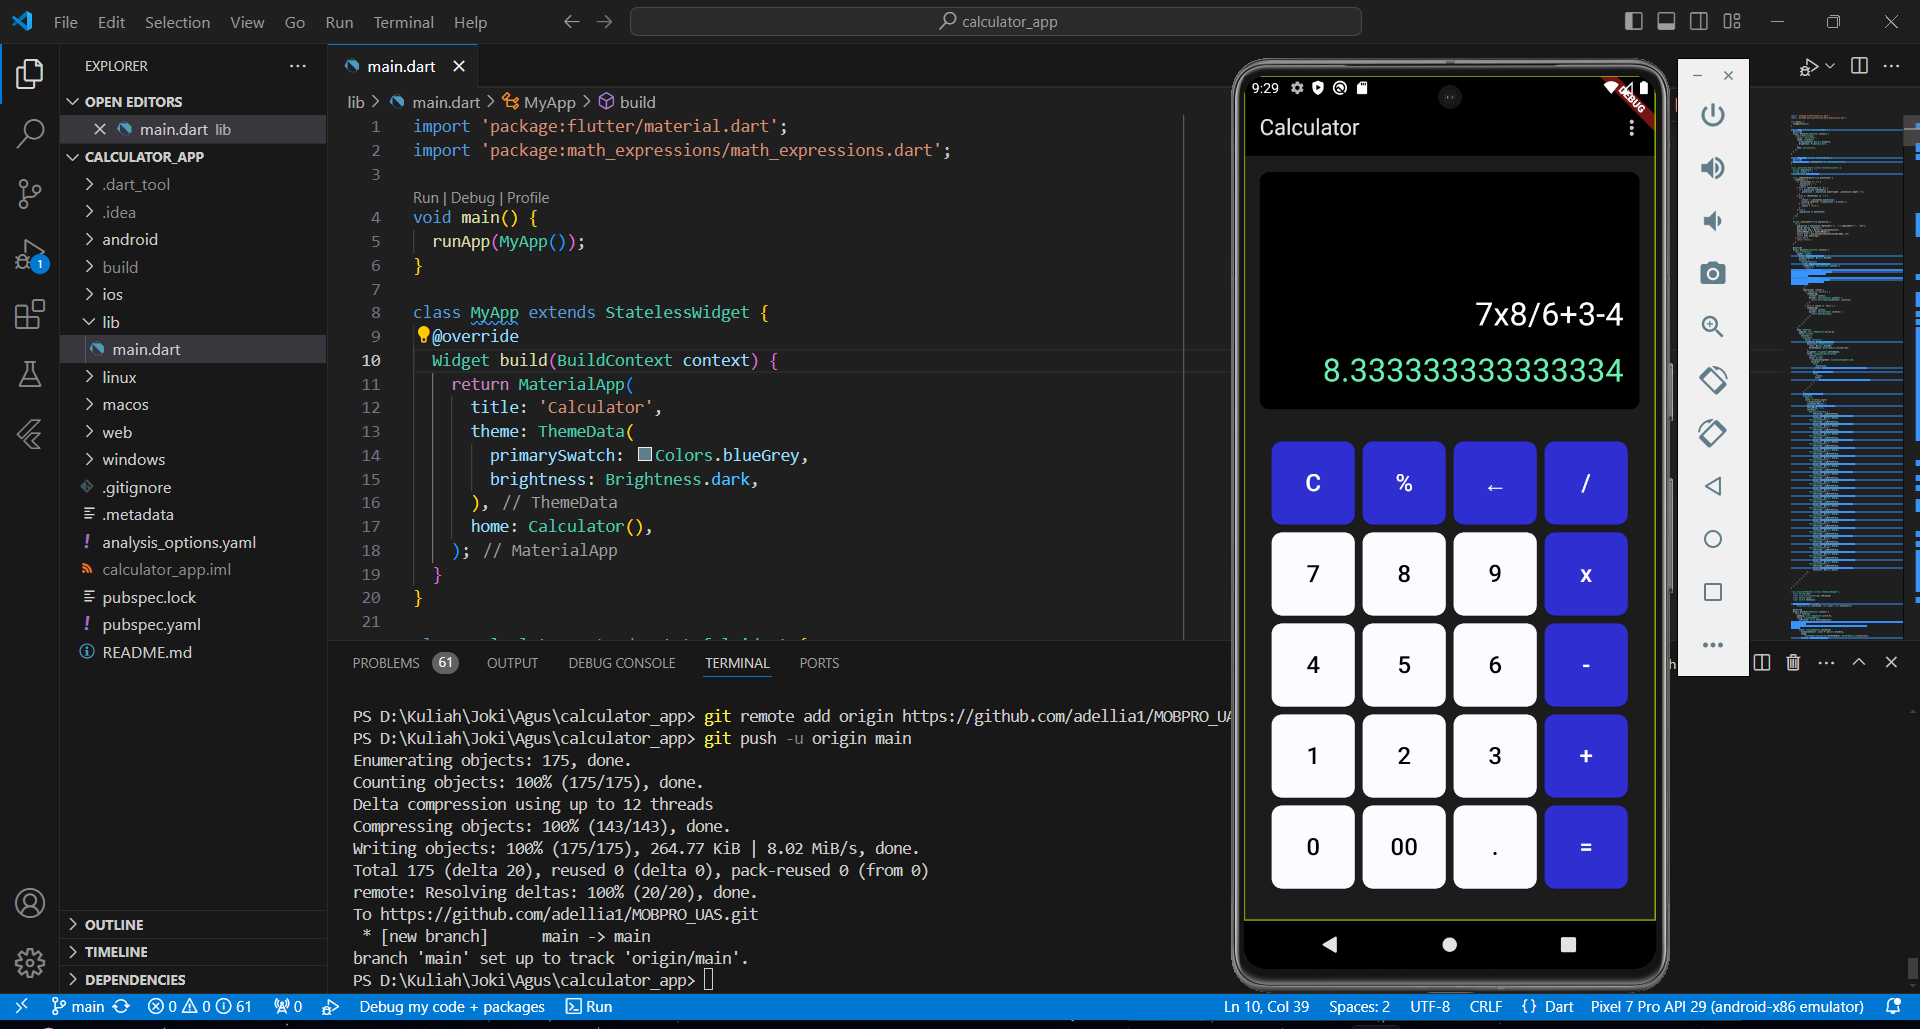 File Edit Selection View Go Run Terminal Help
calculator_app
EXPLORER
OPEN EDITORS
main.dart lib
CALCULATOR_APP
.dart_tool
.idea
android
build
ios
lib
main.dart
linux
macos
web
windows
.gitignore
.metadata
analysis_options.yaml
calculator_app.iml
pubspec.lock
pubspec.yaml
README.md
OUTLINE
TIMELINE
DEPENDENCIES
1
main.dart
lib > main.dart > MyApp > build
1 import 'package:flutter/material.dart';
2 import 'package:math_expressions/math_expressions.dart';
3
Run | Debug | Profile
4 void main() {
5 runApp(MyApp());
6 }
7
8 class MyApp extends StatelessWidget {
9 @override
10 Widget build(BuildContext context) {
11 return MaterialApp(
12 title: 'Calculator',
13 theme: ThemeData(
14 primarySwatch: Colors.blueGrey,
15 brightness: Brightness.dark,
16 ), // ThemeData
17 home: Calculator(),
18 ); // MaterialApp
19 }
20 }
21
PROBLEMS 61 OUTPUT DEBUG CONSOLE TERMINAL PORTS
PS D:\Kuliah\Joki\Agus\calculator_app> git remote add origin https://github.com/adellia1/MOBPRO_UA
PS D:\Kuliah\Joki\Agus\calculator_app> git push -u origin main
Enumerating objects: 175, done.
Counting objects: 100% (175/175), done.
Delta compression using up to 12 threads
Compressing objects: 100% (143/143), done.
Writing objects: 100% (175/175), 264.77 KiB | 8.02 MiB/s, done.
Total 175 (delta 20), reused 0 (delta 0), pack-reused 0 (from 0)
remote: Resolving deltas: 100% (20/20), done.
To https://github.com/adellia1/MOBPRO_UAS.git
* [new branch] main -> main
branch 'main' set up to track 'origin/main'.
PS D:\Kuliah\Joki\Agus\calculator_app>
9:29
DEBUG
Calculator
7x8/6+3-4
8.333333333333334
C % ← /
7 8 9 x
4 5 6 -
1 2 3 +
0 00 . =
main 0 0 61 0 Debug my code + packages Run Ln 10, Col 39 Spaces: 2 UTF-8 CRLF {} Dart Pixel 7 Pro API 29 (android-x86 emulator)